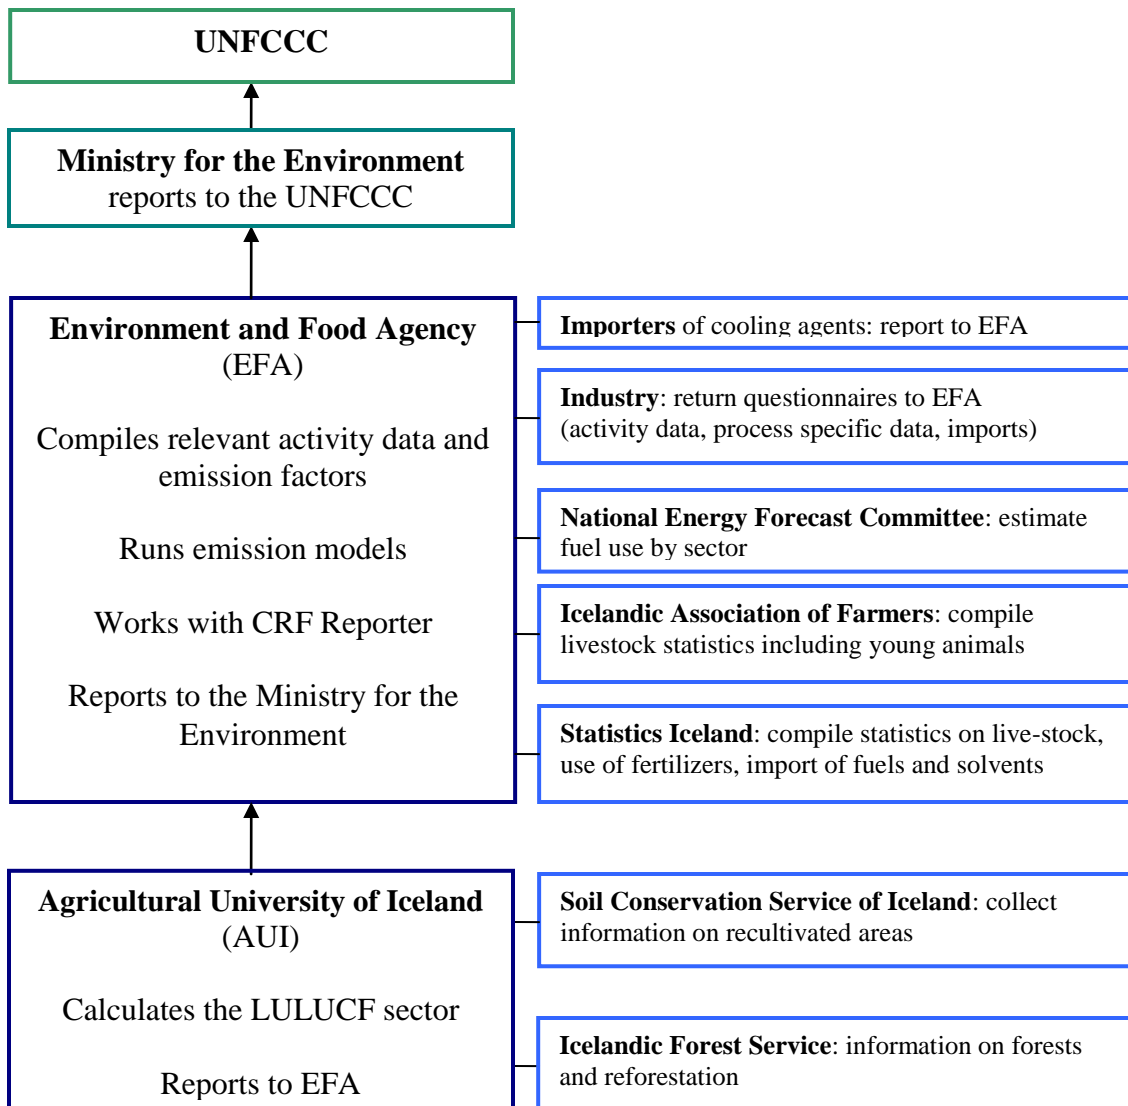 UNFCCC
Ministry for the Environment
reports to the UNFCCC
Environment and Food Agency
(EFA)
Compiles relevant activity data and
emission factors
Runs emission models
Works with CRF Reporter
Reports to the Ministry for the
Environment
Importers of cooling agents: report to EFA
Industry: return questionnaires to EFA
(activity data, process specific data, imports)
National Energy Forecast Committee: estimate
fuel use by sector
Icelandic Association of Farmers: compile
livestock statistics including young animals
Statistics Iceland: compile statistics on live-stock,
use of fertilizers, import of fuels and solvents
Agricultural University of Iceland
(AUI)
Calculates the LULUCF sector
Reports to EFA
Soil Conservation Service of Iceland: collect
information on recultivated areas
Icelandic Forest Service: information on forests
and reforestation